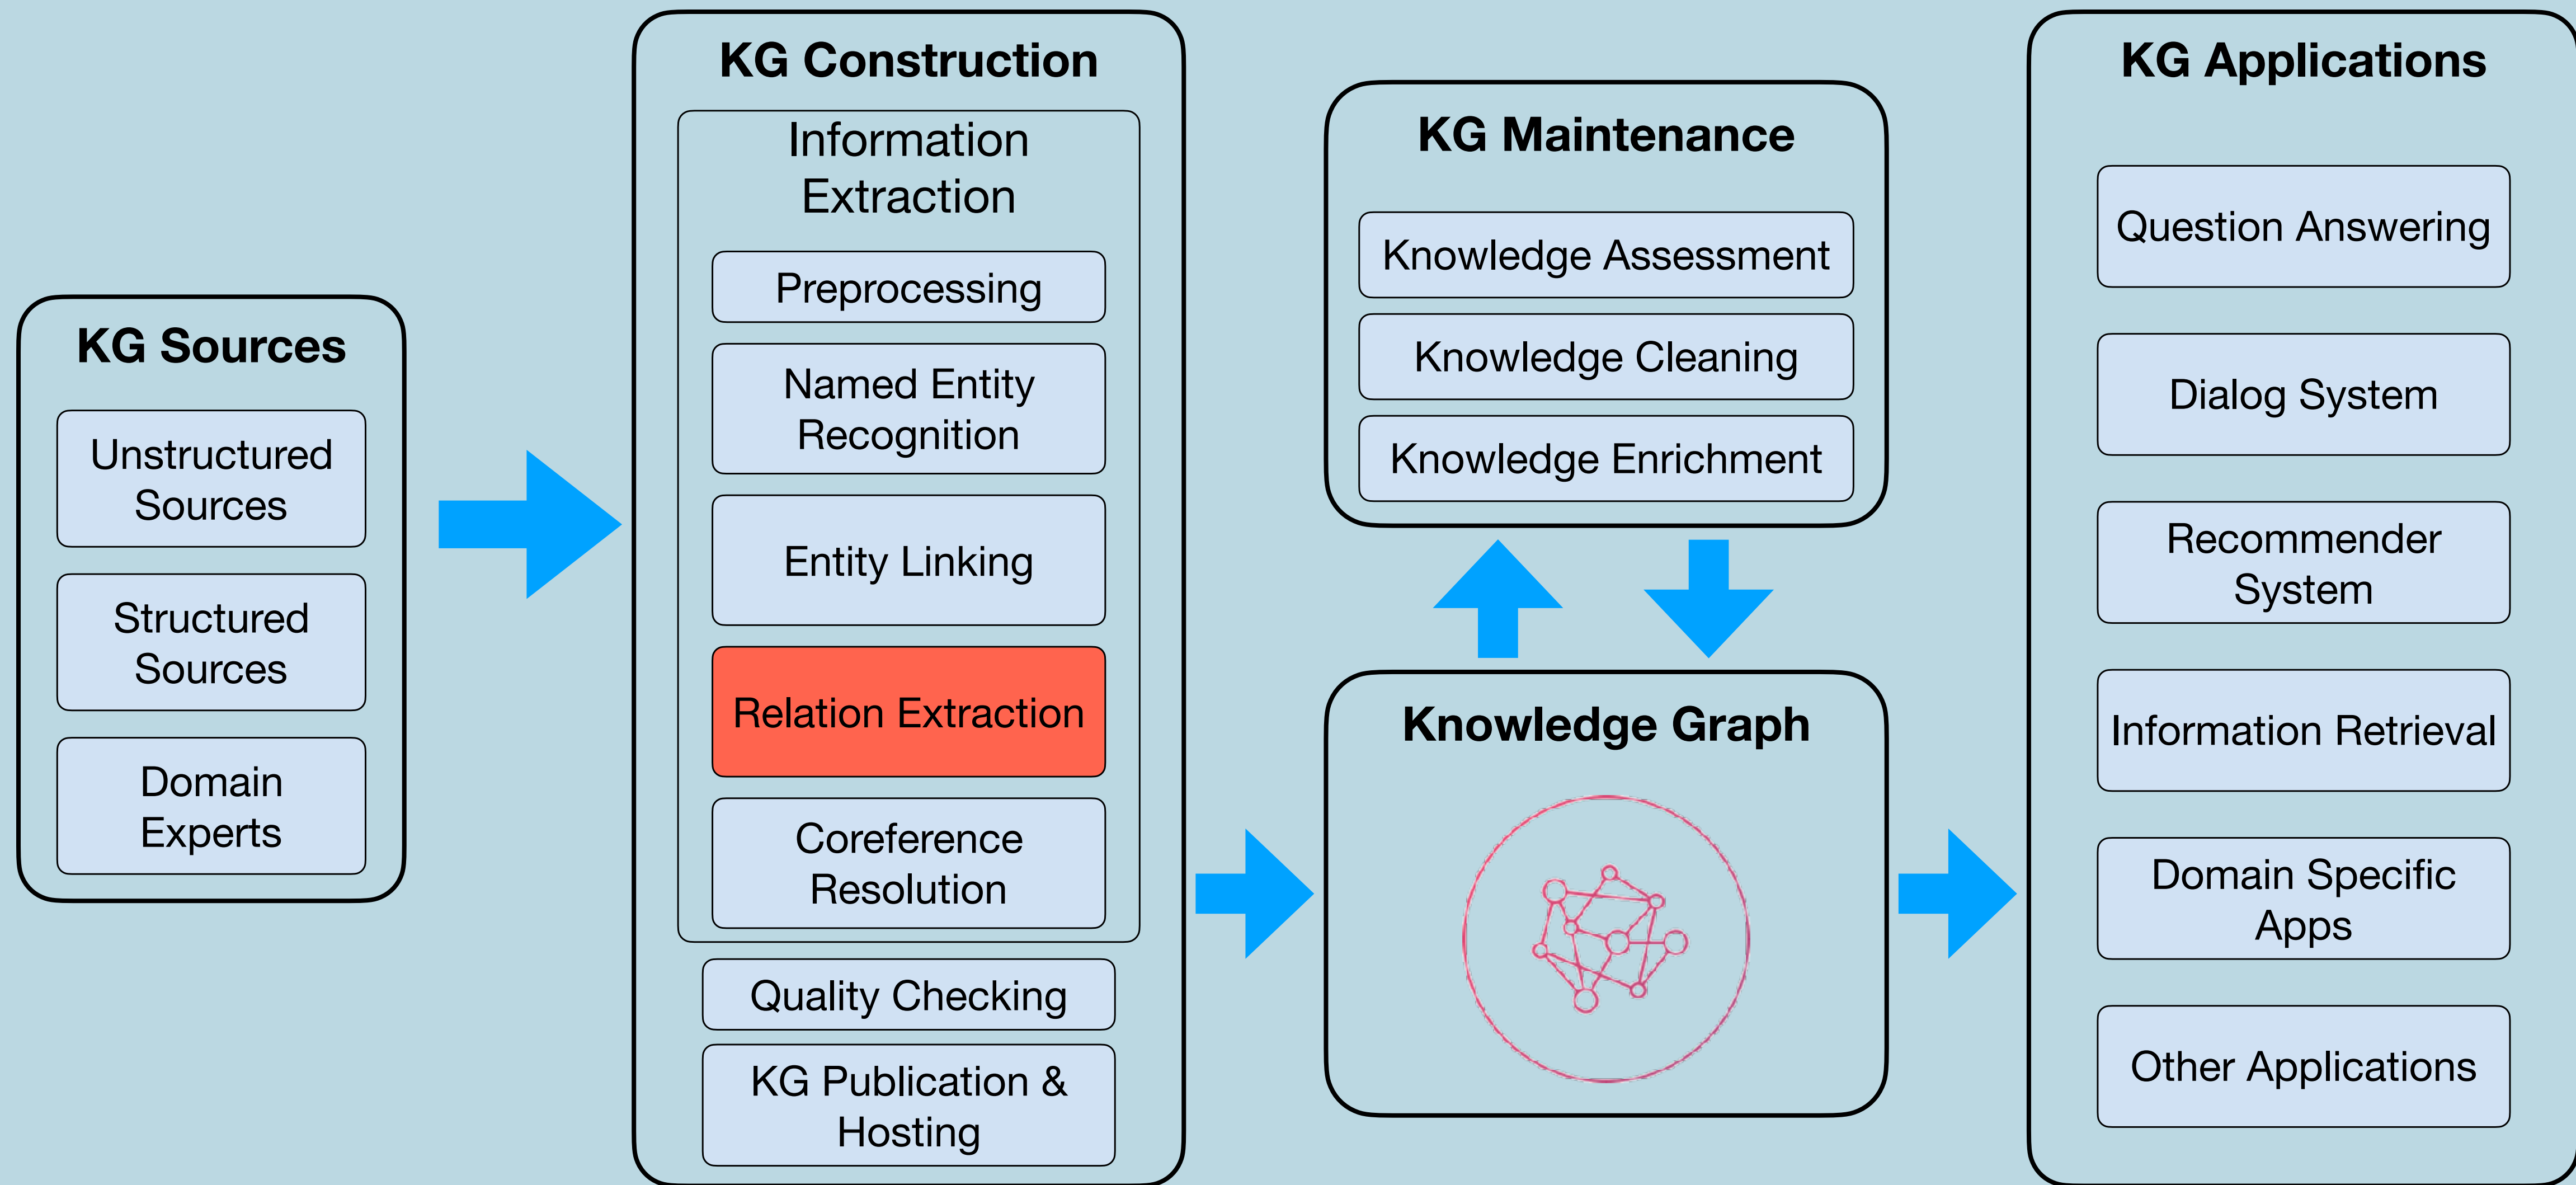 KG Sources
Unstructured
Sources
Structured
Sources
Domain
Experts
KG Construction
Information
Extraction
Preprocessing
Named Entity
Recognition
Entity Linking
Relation Extraction
Coreference
Resolution
Quality Checking
KG Publication &
Hosting
KG Maintenance
Knowledge Assessment
Knowledge Cleaning
Knowledge Enrichment
Knowledge Graph
KG Applications
Question Answering
Dialog System
Recommender
System
Information Retrieval
Domain Specific
Apps
Other Applications